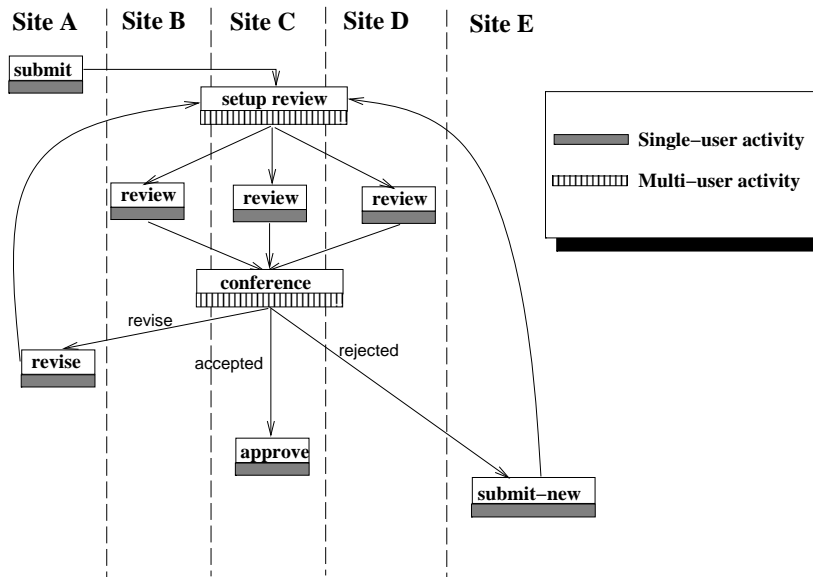 Site A Site B Site C Site D Site E
submit
setup review
Single−user activity
Multi−user activity
review review review
conference
revise
accepted
rejected
revise
approve
submit−new